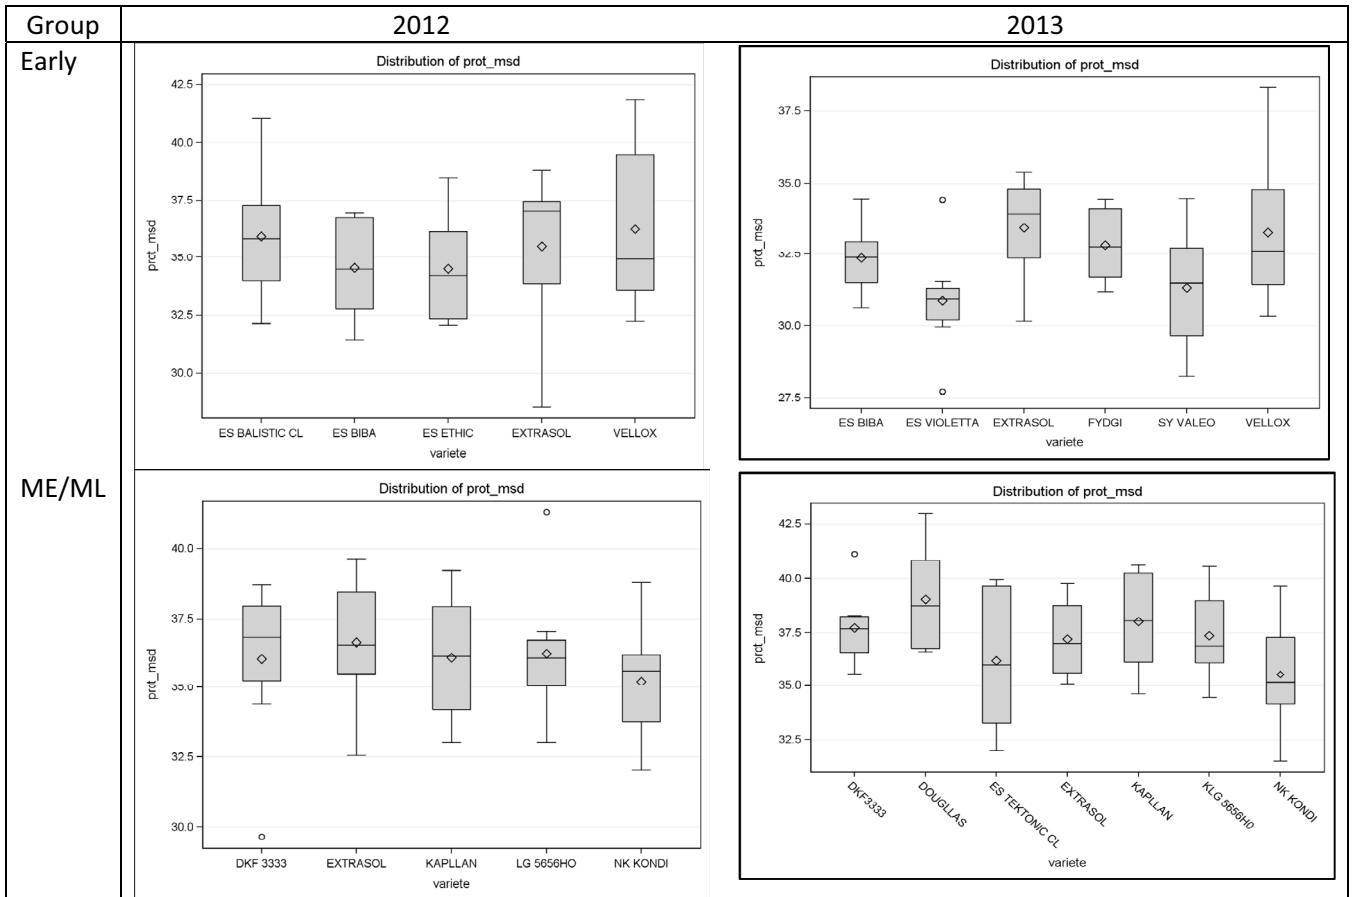 Group 2012 2013
Early
Distribution of prot_msd
prct_msd
42.5
40.0
37.5
35.0
32.5
30.0
ES BALISTIC CL ES BIBA ES ETHIC EXTRASOL VELLOX
variete
Distribution of prot_msd
prct_msd
37.5
35.0
32.5
30.0
27.5
ES BIBA ES VIOLETTA EXTRASOL FYDGI SY VALEO VELLOX
variete
ME/ML
Distribution of prot_msd
prct_msd
40.0
37.5
35.0
32.5
30.0
DKF 3333 EXTRASOL KAPLLAN LG 5656HO NK KONDI
variete
Distribution of prot_msd
prct_msd
42.5
40.0
37.5
35.0
32.5
DKF3333 DOUGLLAS ES TEKTONIC CL EXTRASOL KAPLLAN KLG 5656H0 NK KONDI
variete